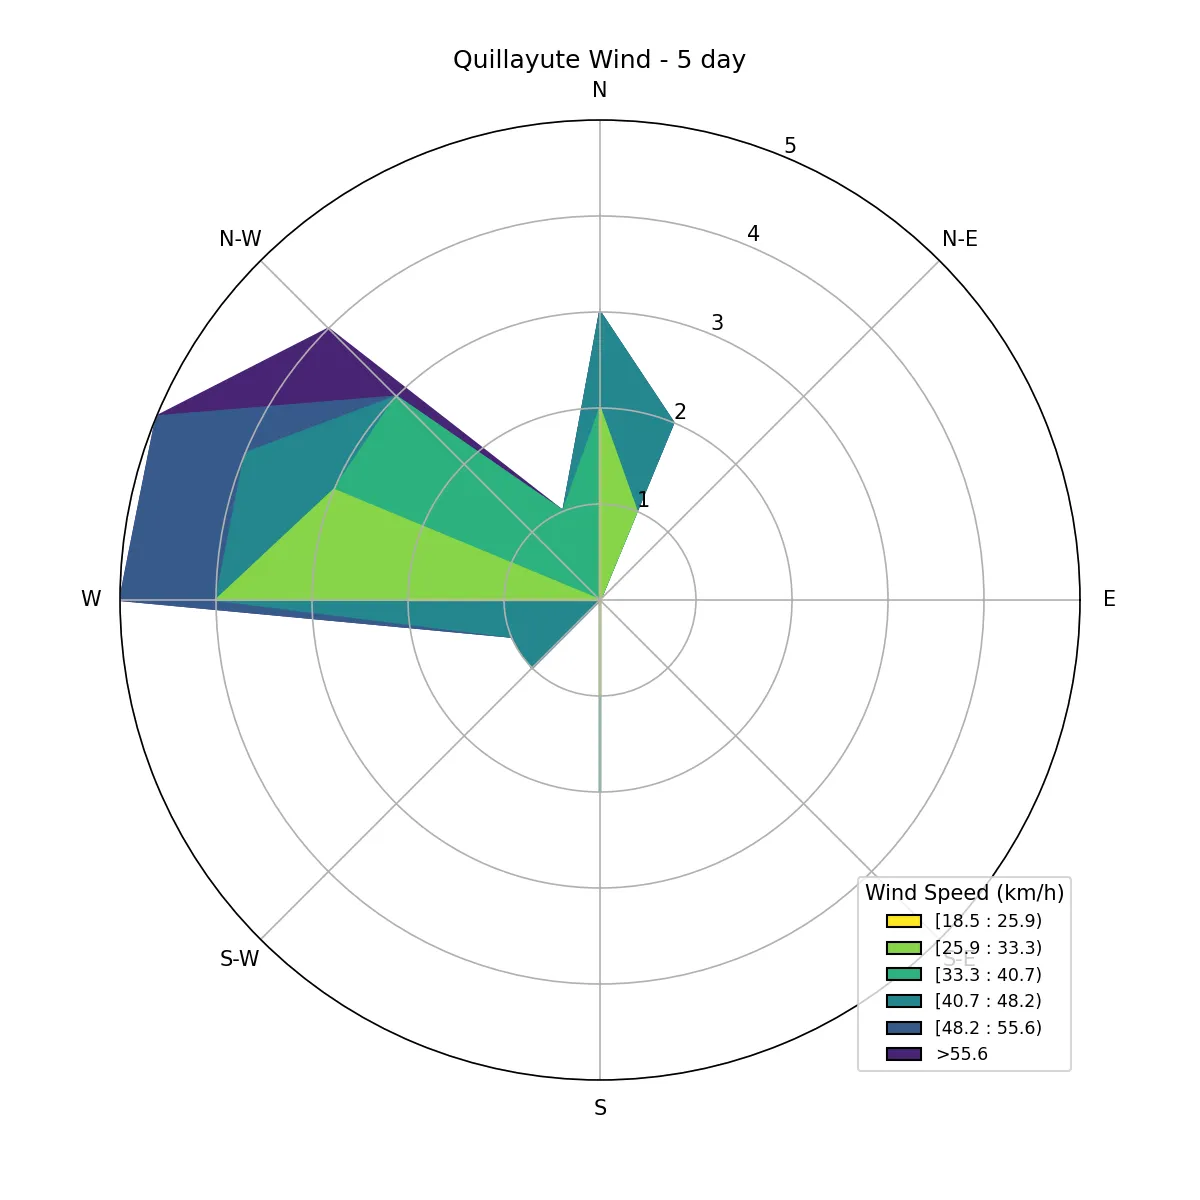 Quillayute Wind - 5 day
N
5
N-W
4
N-E
3
2
1
W
E
S-W
S-E
S
Wind Speed (km/h)
[18.5 : 25.9)
[25.9 : 33.3)
[33.3 : 40.7)
[40.7 : 48.2)
[48.2 : 55.6)
>55.6